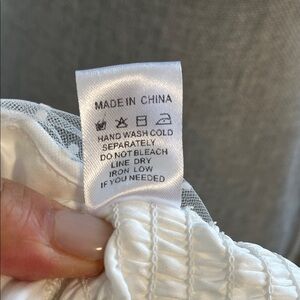 MADE IN CHINA
HAND WASH COLD
SEPARATELY
DO NOT BLEACH
LINE DRY
IRON LOW
IF YOU NEEDED